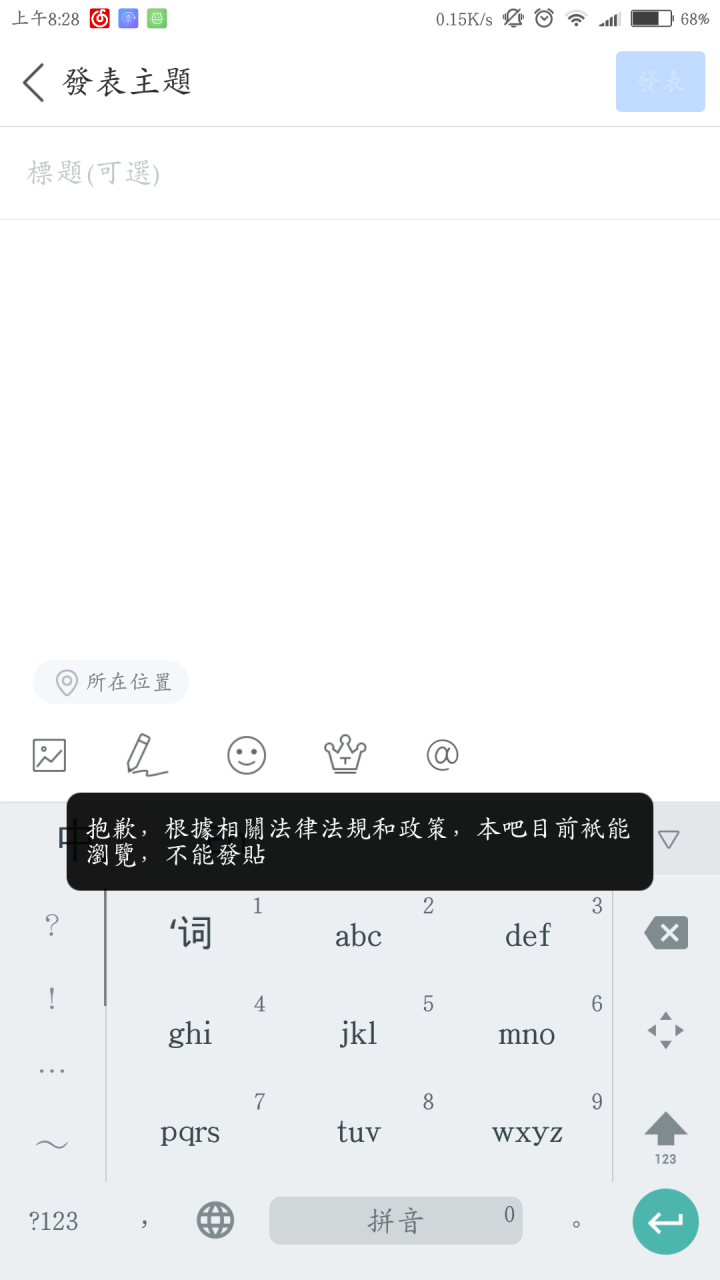 上午8:28
0.15K/s
68%
發表主題
發表
標題(可選)
所在位置
抱歉，根據相關法律法規和政策，本吧目前祇能
瀏覽，不能發貼
?
!
...
～
‘词
1
abc
2
def
3
ghi
4
jkl
5
mno
6
pqrs
7
tuv
8
wxyz
9
123
?123
，
拼音
0
。